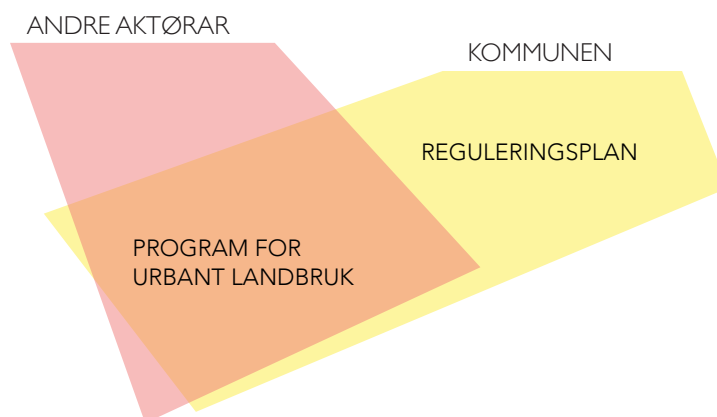 ANDRE AKTØRAR
KOMMUNEN
REGULERINGSPLAN
PROGRAM FOR
URBANT LANDBRUK